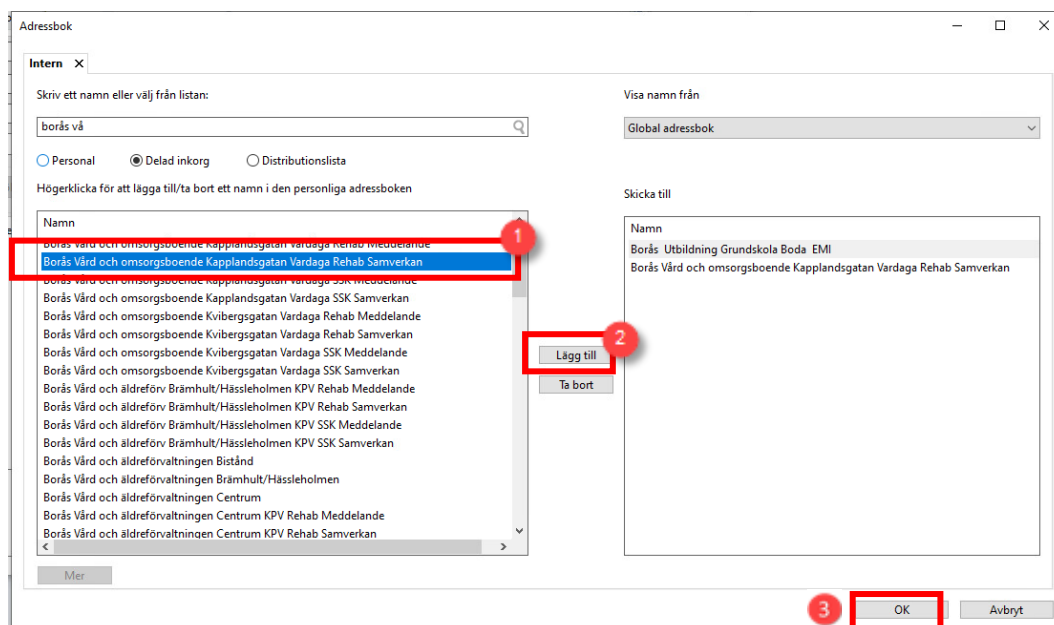 Adressbok
Intern X
Skriv ett namn eller välj från listan:
borås vå
Personal Delad inkorg Distributionslista
Högerklicka för att lägga till/ta bort ett namn i den personliga adressboken
Namn
Borås Vård och omsorgsboende Kapplandsgatan Vardaga Rehab Meddelande
Borås Vård och omsorgsboende Kapplandsgatan Vardaga Rehab Samverkan
Borås Vård och omsorgsboende Kapplandsgatan Vardaga SSK Meddelande
Borås Vård och omsorgsboende Kapplandsgatan Vardaga SSK Samverkan
Borås Vård och omsorgsboende Kvibergsgatan Vardaga Rehab Meddelande
Borås Vård och omsorgsboende Kvibergsgatan Vardaga Rehab Samverkan
Borås Vård och omsorgsboende Kvibergsgatan Vardaga SSK Meddelande
Borås Vård och omsorgsboende Kvibergsgatan Vardaga SSK Samverkan
Borås Vård och äldreförv Brämhult/Hässleholmen KPV Rehab Meddelande
Borås Vård och äldreförv Brämhult/Hässleholmen KPV Rehab Samverkan
Borås Vård och äldreförv Brämhult/Hässleholmen KPV SSK Meddelande
Borås Vård och äldreförv Brämhult/Hässleholmen KPV SSK Samverkan
Borås Vård och äldreförvaltningen Bistånd
Borås Vård och äldreförvaltningen Brämhult/Hässleholmen
Borås Vård och äldreförvaltningen Centrum
Borås Vård och äldreförvaltningen Centrum KPV Rehab Meddelande
Borås Vård och äldreförvaltningen Centrum KPV Rehab Samverkan
Mer
1
2
Lägg till
Ta bort
Visa namn från
Global adressbok
Skicka till
Namn
Borås Utbildning Grundskola Boda EMI
Borås Vård och omsorgsboende Kapplandsgatan Vardaga Rehab Samverkan
3
OK
Avbryt